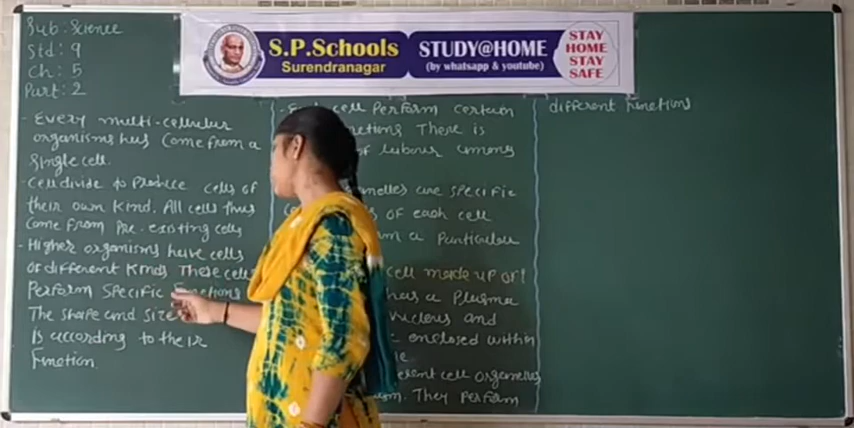 Sub : Science
Std : 9
Ch : 5
Part : 2
S.P.Schools
Surendranagar
STUDY@HOME
(by whatsapp & youtube)
STAY
HOME
STAY
SAFE
- Every multi-cellular
organisms has Come from a
Single cell.
- Cell divide to Produce cells of
their own Kind. All cells thus
Come from Pre-existing cells
- Higher organisms have cells
of different Kinds These cells
Perform Specific Functions
The shape and size
is according to their
Function.
cell Perform certain
There is
of labour among
are specific
of each cell
a Particular
cell made up of?
has a Plasma
Nucleus and
enclosed within
cell organelles
They Perform
different Functions